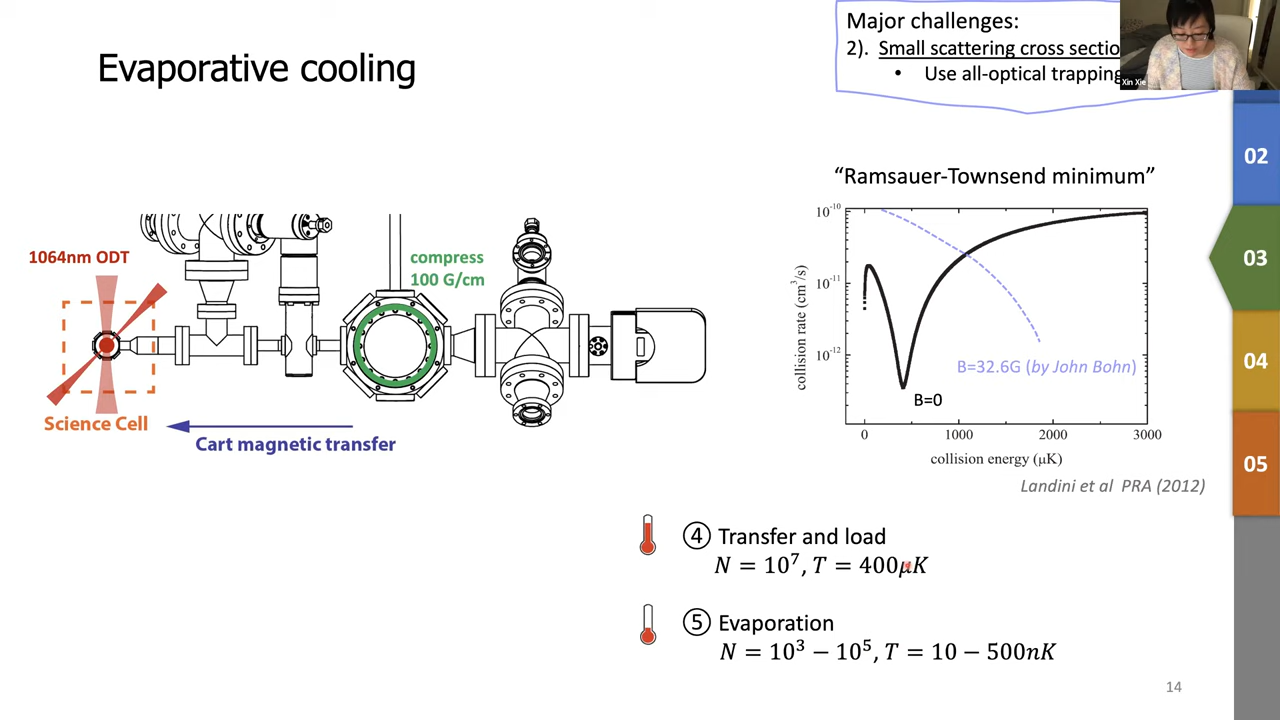 Evaporative cooling
Major challenges:
2). Small scattering cross sectio
• Use all-optical trapping
Xin Xie
02
03
04
05
1064nm ODT
compress
100 G/cm
Science Cell
Cart magnetic transfer
“Ramsauer-Townsend minimum”
10⁻¹⁰
10⁻¹¹
10⁻¹²
collision rate (cm³/s)
B=32.6G (by John Bohn)
B=0
0 1000 2000 3000
collision energy (μK)
Landini et al PRA (2012)
④ Transfer and load
N = 10⁷, T = 400μK
⑤ Evaporation
N = 10³ − 10⁵, T = 10 − 500nK
14